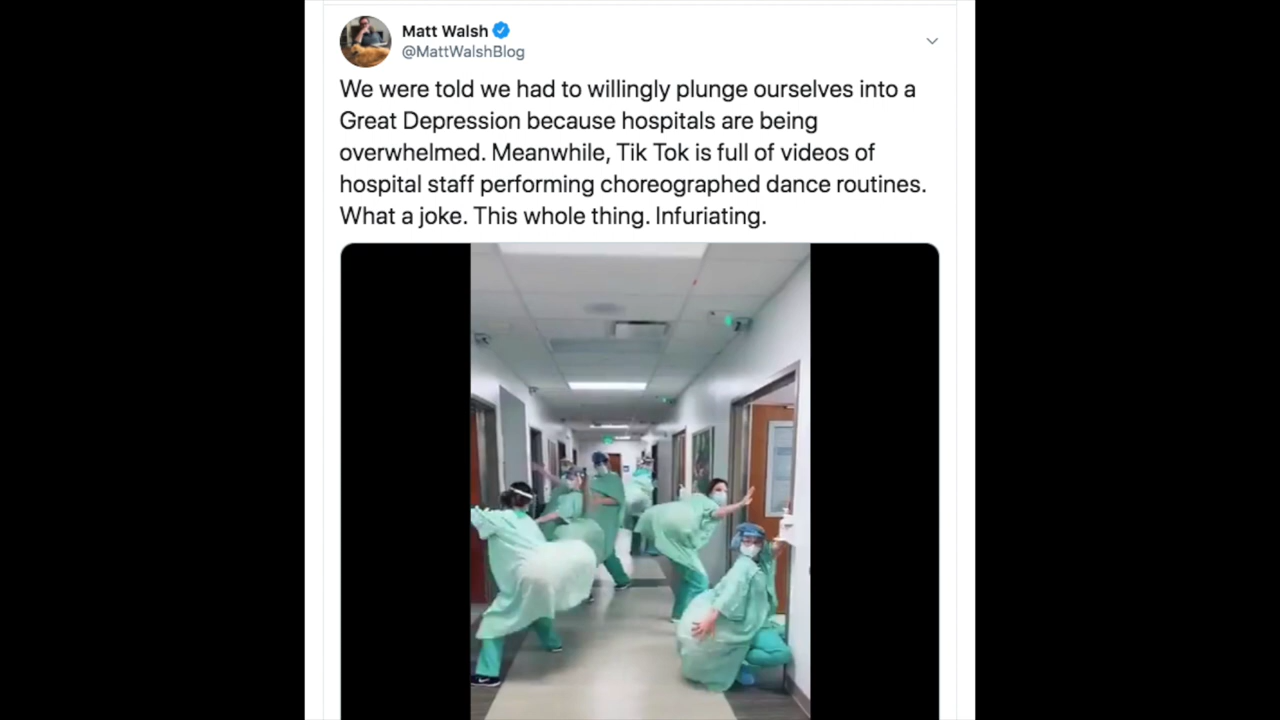 Matt Walsh
@MattWalshBlog
We were told we had to willingly plunge ourselves into a
Great Depression because hospitals are being
overwhelmed. Meanwhile, Tik Tok is full of videos of
hospital staff performing choreographed dance routines.
What a joke. This whole thing. Infuriating.